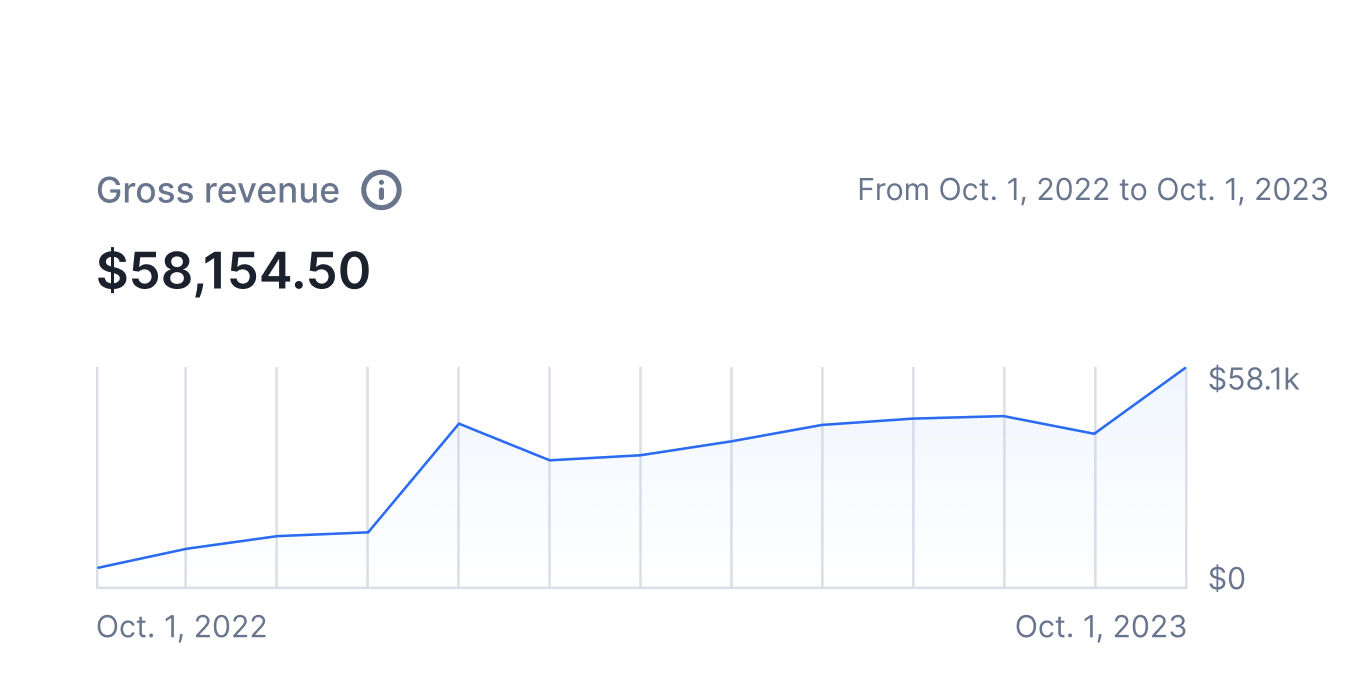 Gross revenue
From Oct. 1, 2022 to Oct. 1, 2023
$58,154.50
$58.1k
$0
Oct. 1, 2022
Oct. 1, 2023